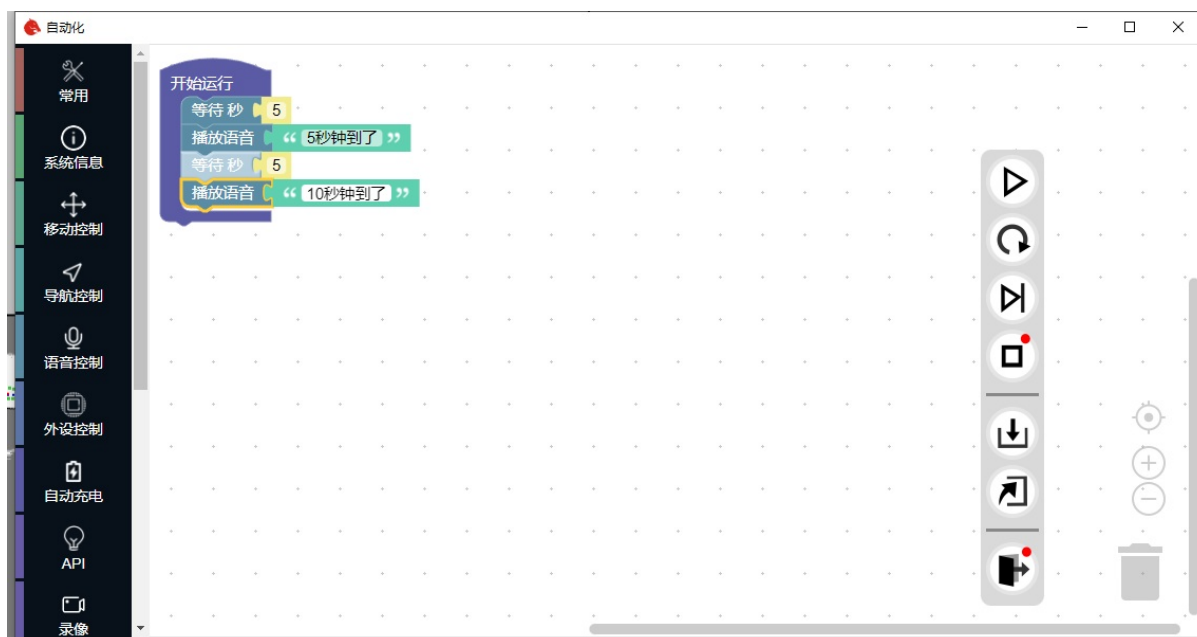 自动化
常用
系统信息
移动控制
导航控制
语音控制
外设控制
自动充电
API
录像
开始运行
等待 秒 5
播放语音 “ 5秒钟到了 ”
等待 秒 5
播放语音 “ 10秒钟到了 ”